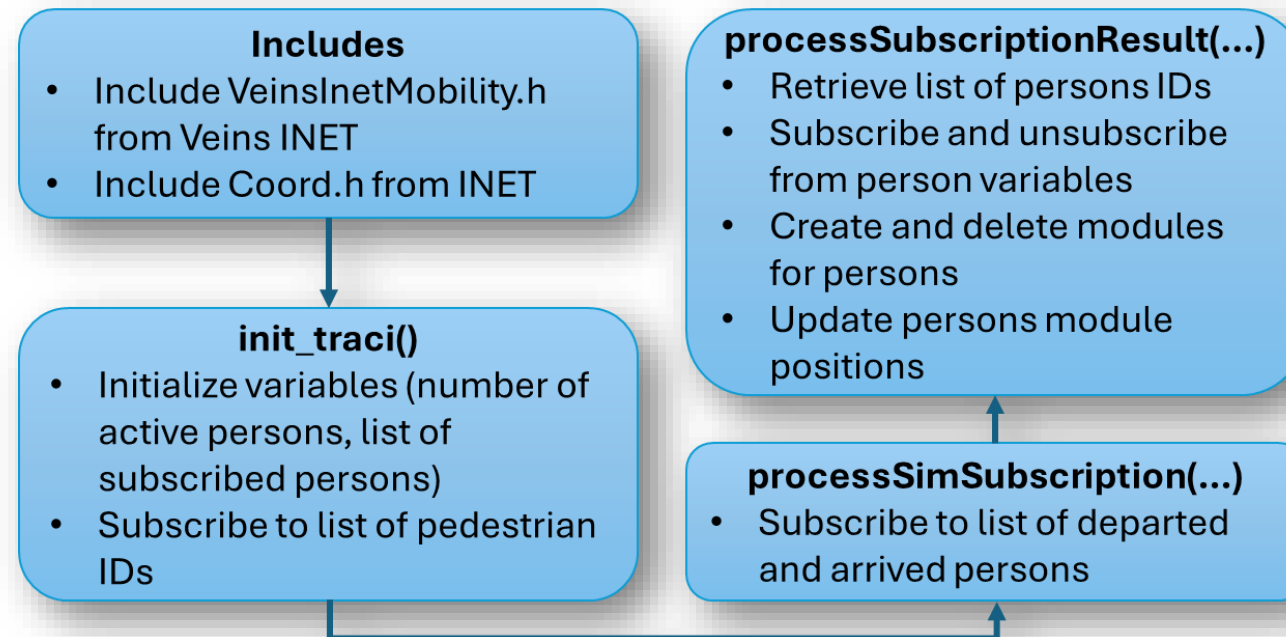 Includes
• Include VeinsInetMobility.h
from Veins INET
• Include Coord.h from INET
init_traci()
• Initialize variables (number of
active persons, list of
subscribed persons)
• Subscribe to list of pedestrian
IDs
processSimSubscription(...)
• Subscribe to list of departed
and arrived persons
processSubscriptionResult(...)
• Retrieve list of persons IDs
• Subscribe and unsubscribe
from person variables
• Create and delete modules
for persons
• Update persons module
positions